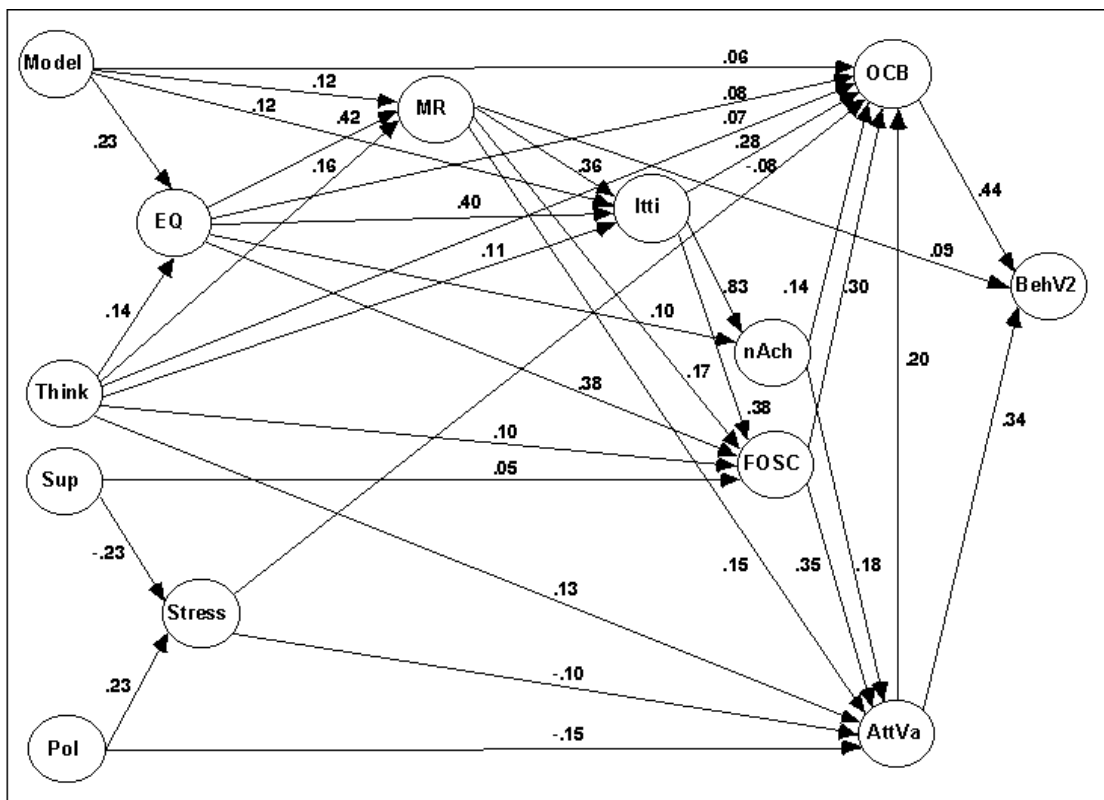 Model
.06
OCB
.12
MR
.08
.12
.42
.07
.23
.28
.36
-.08
.16
EQ
.40
Itti
.44
.11
.09
BehV2
.14
.83
.14
.30
.10
nAch
.20
Think
.38
.17
.38
.34
.10
FOSC
Sup
.05
-.23
.15
.35
.18
.13
Stress
.23
-.10
Pol
-.15
AttVa